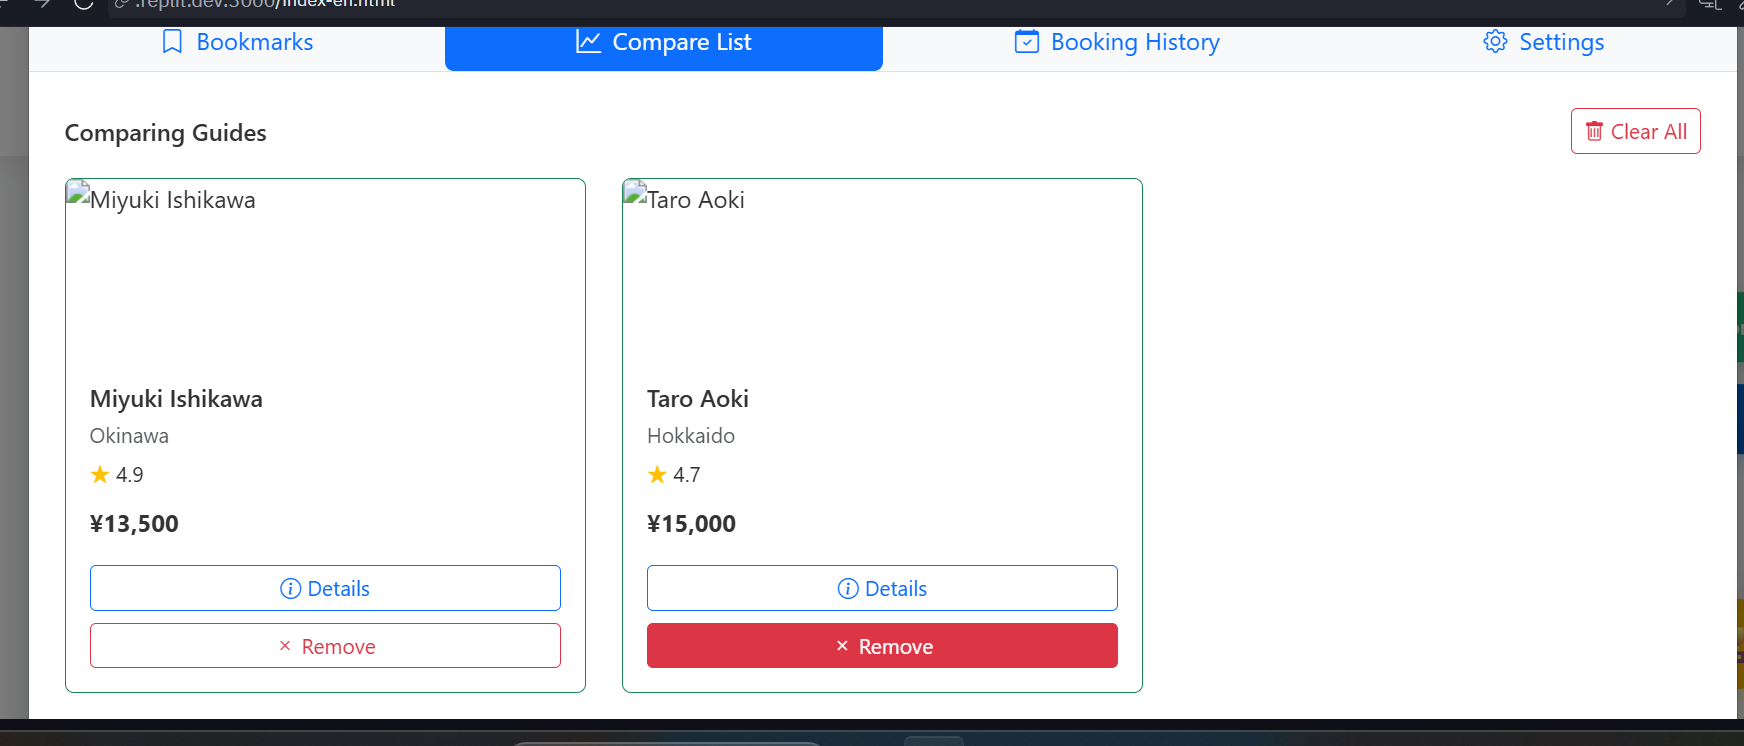 .replit.dev:3000/index-en.html
Bookmarks
Compare List
Booking History
Settings
Comparing Guides
Clear All
Miyuki Ishikawa
Miyuki Ishikawa
Okinawa
4.9
¥13,500
Details
× Remove
Taro Aoki
Taro Aoki
Hokkaido
4.7
¥15,000
Details
× Remove